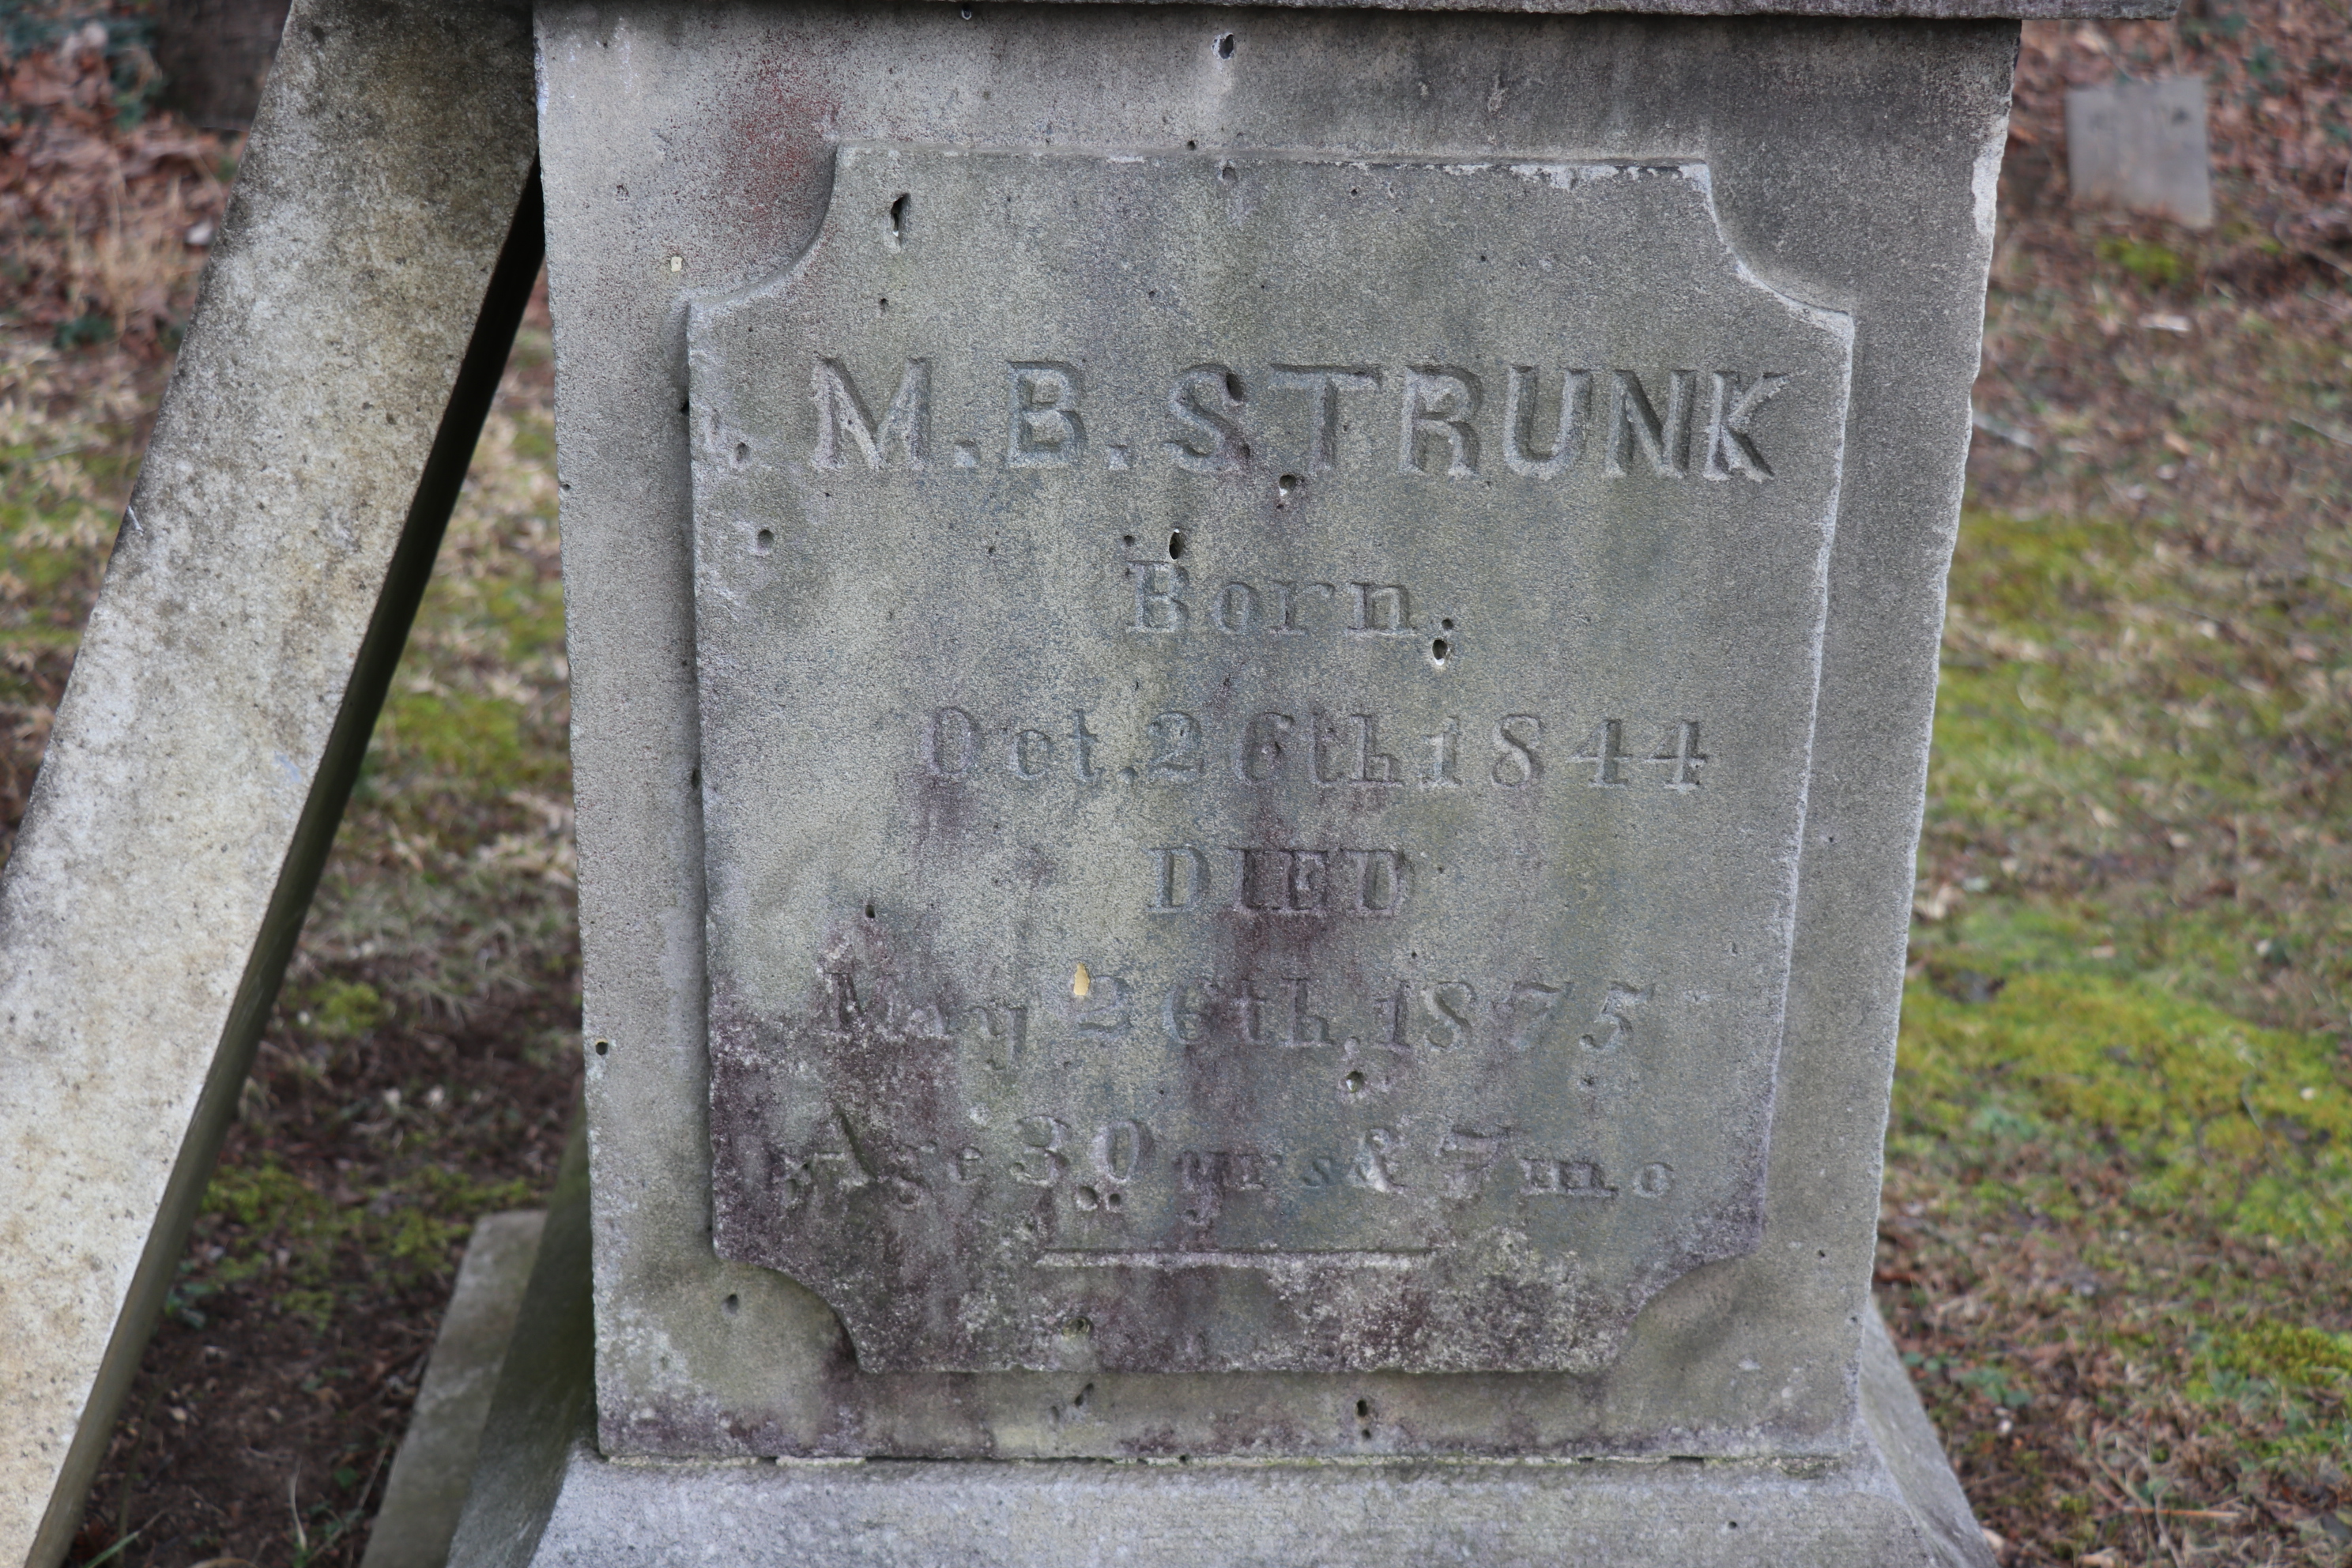 M. B. STRUNK
Born.
Oct. 26th 1844
DIED
May 26th, 1875
Age 30 yrs & 7 mo